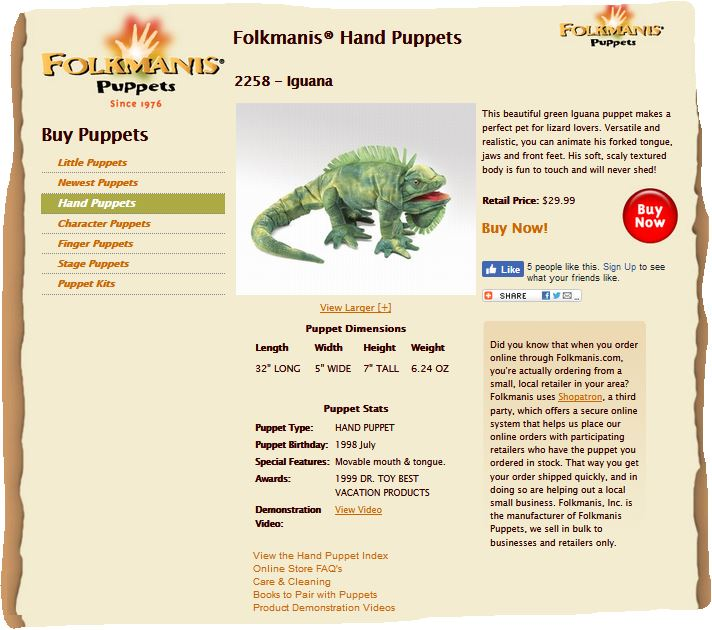 FOLKMANIS®
Puppets
Since 1976
Folkmanis® Hand Puppets
FOLKMANIS
Puppets
2258 - Iguana
Buy Puppets
Little Puppets
Newest Puppets
Hand Puppets
Character Puppets
Finger Puppets
Stage Puppets
Puppet Kits
This beautiful green Iguana puppet makes a
perfect pet for lizard lovers. Versatile and
realistic, you can animate his forked tongue,
jaws and front feet. His soft, scaly textured
body is fun to touch and will never shed!
Retail Price: $29.99
Buy Now!
Buy
Now
Like
5 people like this. Sign Up to see
what your friends like.
SHARE
View Larger [+]
Puppet Dimensions
Length Width Height Weight
32" LONG 5" WIDE 7" TALL 6.24 OZ
Puppet Stats
Puppet Type: HAND PUPPET
Puppet Birthday: 1998 July
Special Features: Movable mouth & tongue.
Awards: 1999 DR. TOY BEST
VACATION PRODUCTS
Demonstration View Video
Video:
View the Hand Puppet Index
Online Store FAQ's
Care & Cleaning
Books to Pair with Puppets
Product Demonstration Videos
Did you know that when you order
online through Folkmanis.com,
you're actually ordering from a
small, local retailer in your area?
Folkmanis uses Shopatron, a third
party, which offers a secure online
system that helps us place our
online orders with participating
retailers who have the puppet you
ordered in stock. That way you get
your order shipped quickly, and in
doing so are helping out a local
small business. Folkmanis, Inc. is
the manufacturer of Folkmanis
Puppets, we sell in bulk to
businesses and retailers only.